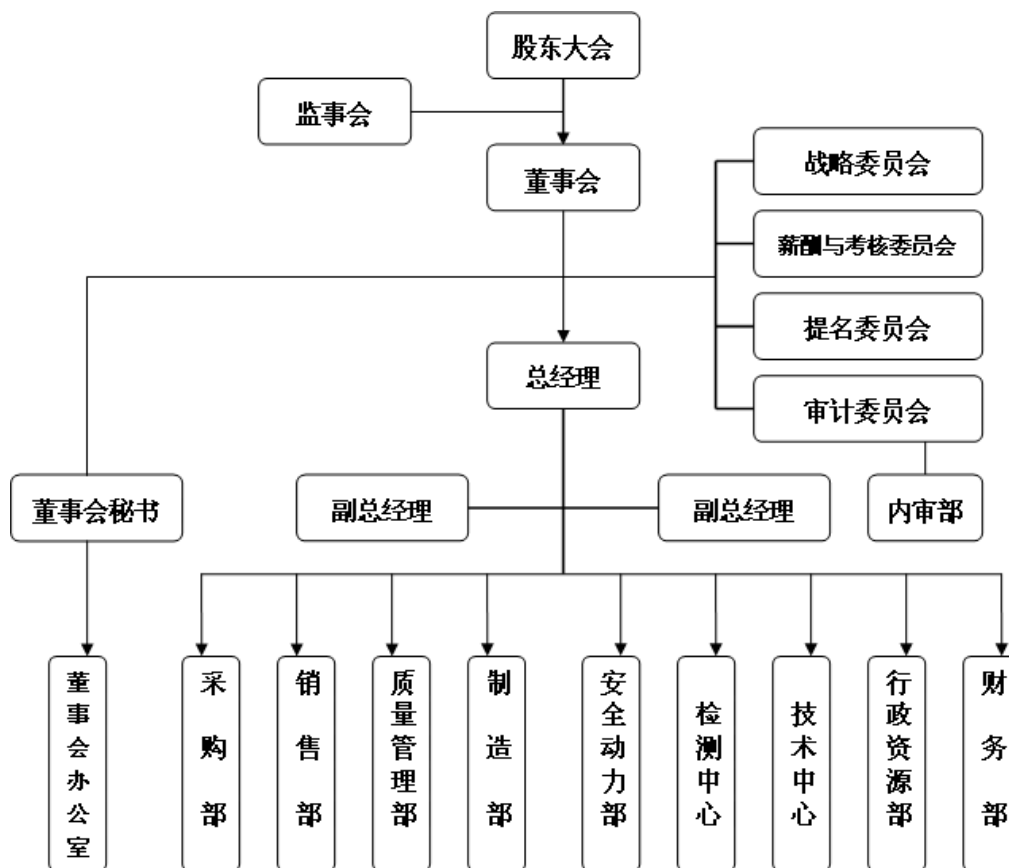 股东大会
监事会
董事会
战略委员会
薪酬与考核委员会
提名委员会
总经理
审计委员会
董事会秘书
副总经理
副总经理
内审部
董事会办公室
采购部
销售部
质量管理部
制造部
安全动力部
检测中心
技术中心
行政资源部
财务部